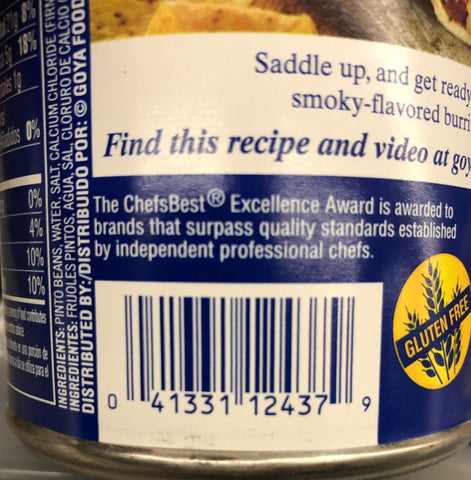 Saddle up, and get ready
smoky-flavored burri
Find this recipe and video at goy
The ChefsBest® Excellence Award is awarded to
brands that surpass quality standards established
by independent professional chefs.
GLUTEN FREE
0 41331 12437 9
INGREDIENTS: PINTO BEANS, WATER, SALT, CALCIUM CHLORIDE (FIRM
INGREDIENTES: FRIJOLES PINTOS, AGUA, SAL, CLORURO DE CALCIO
DISTRIBUTED BY:/DISTRIBUIDO POR: © GOYA FOOD
8%
18%
0%
0%
4%
10%
10%